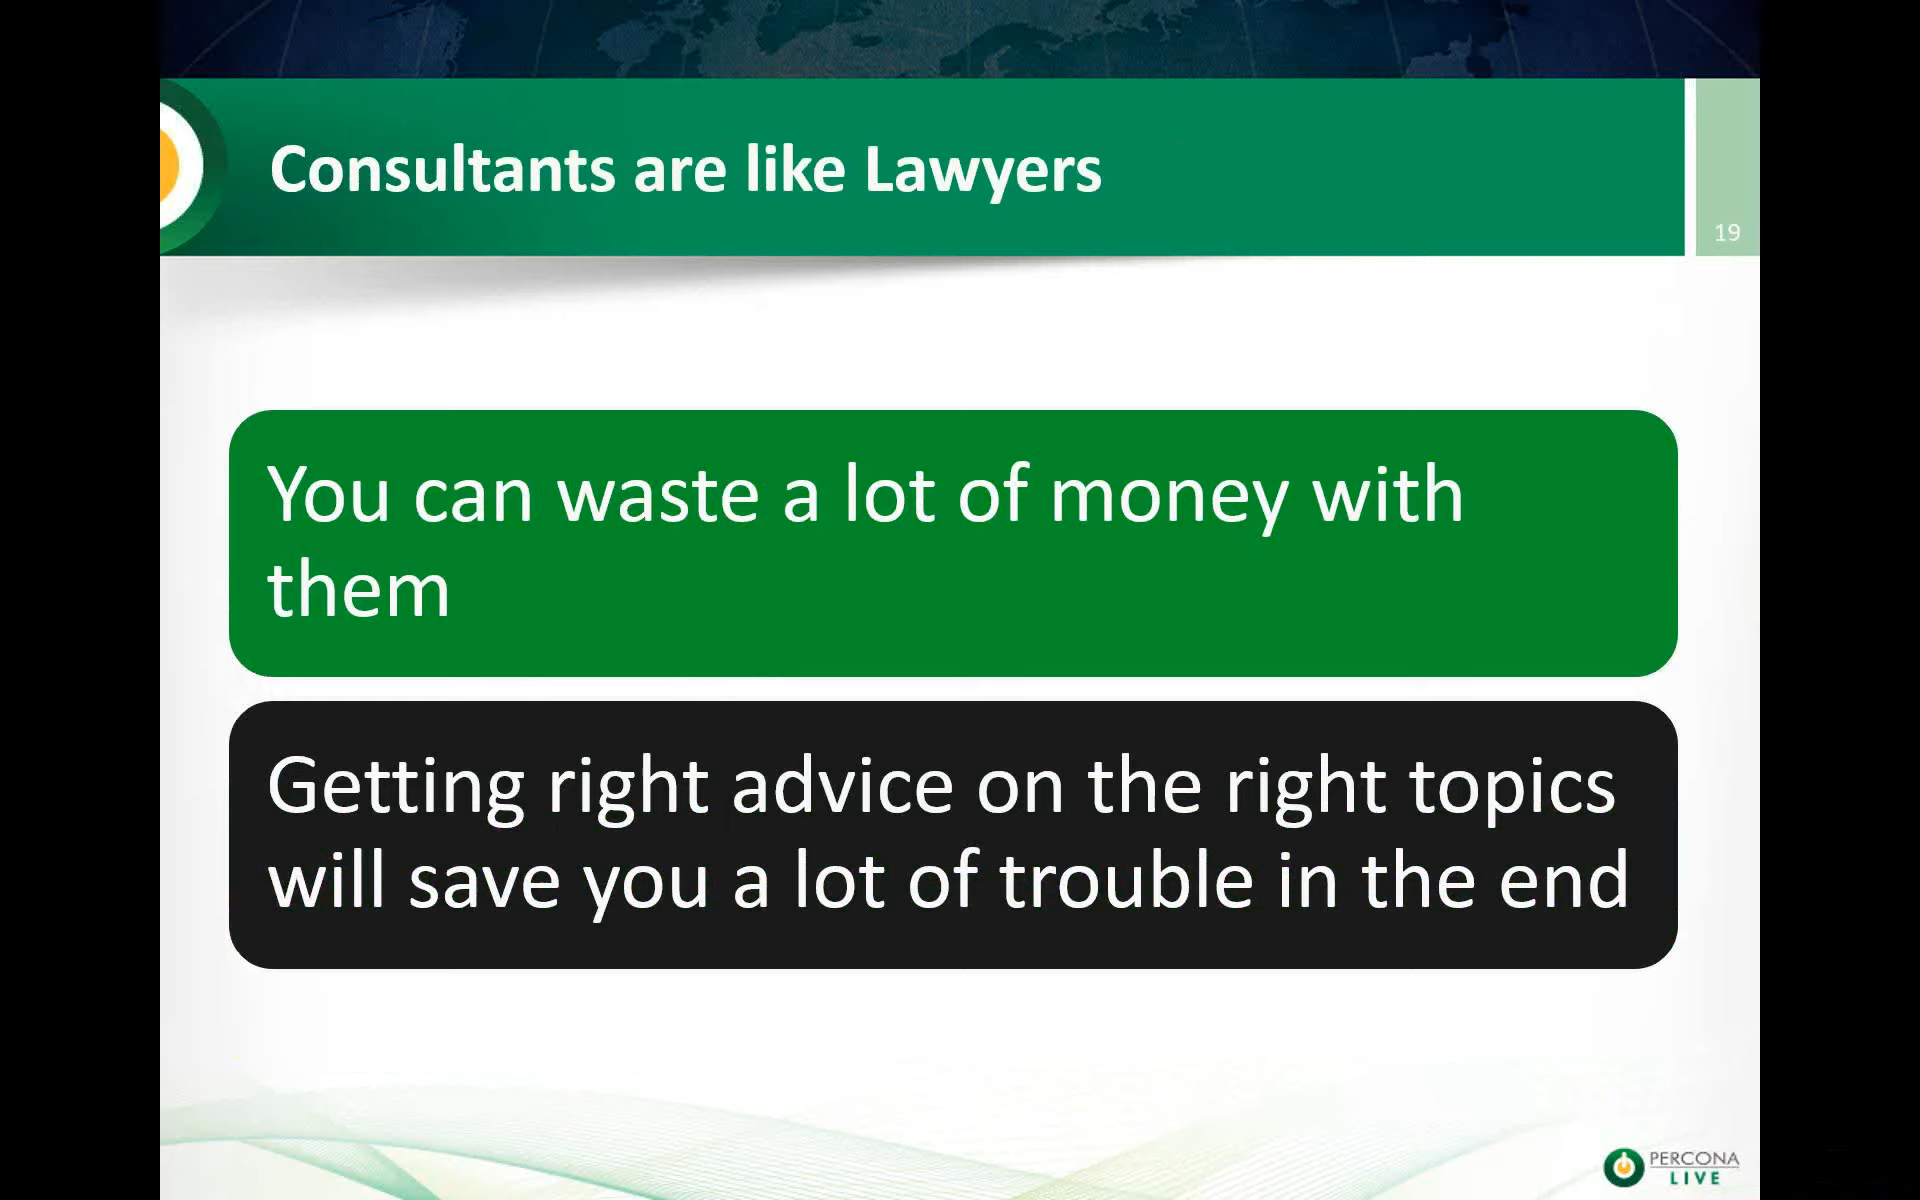 Consultants are like Lawyers
19
You can waste a lot of money with
them
Getting right advice on the right topics
will save you a lot of trouble in the end
PERCONA
LIVE